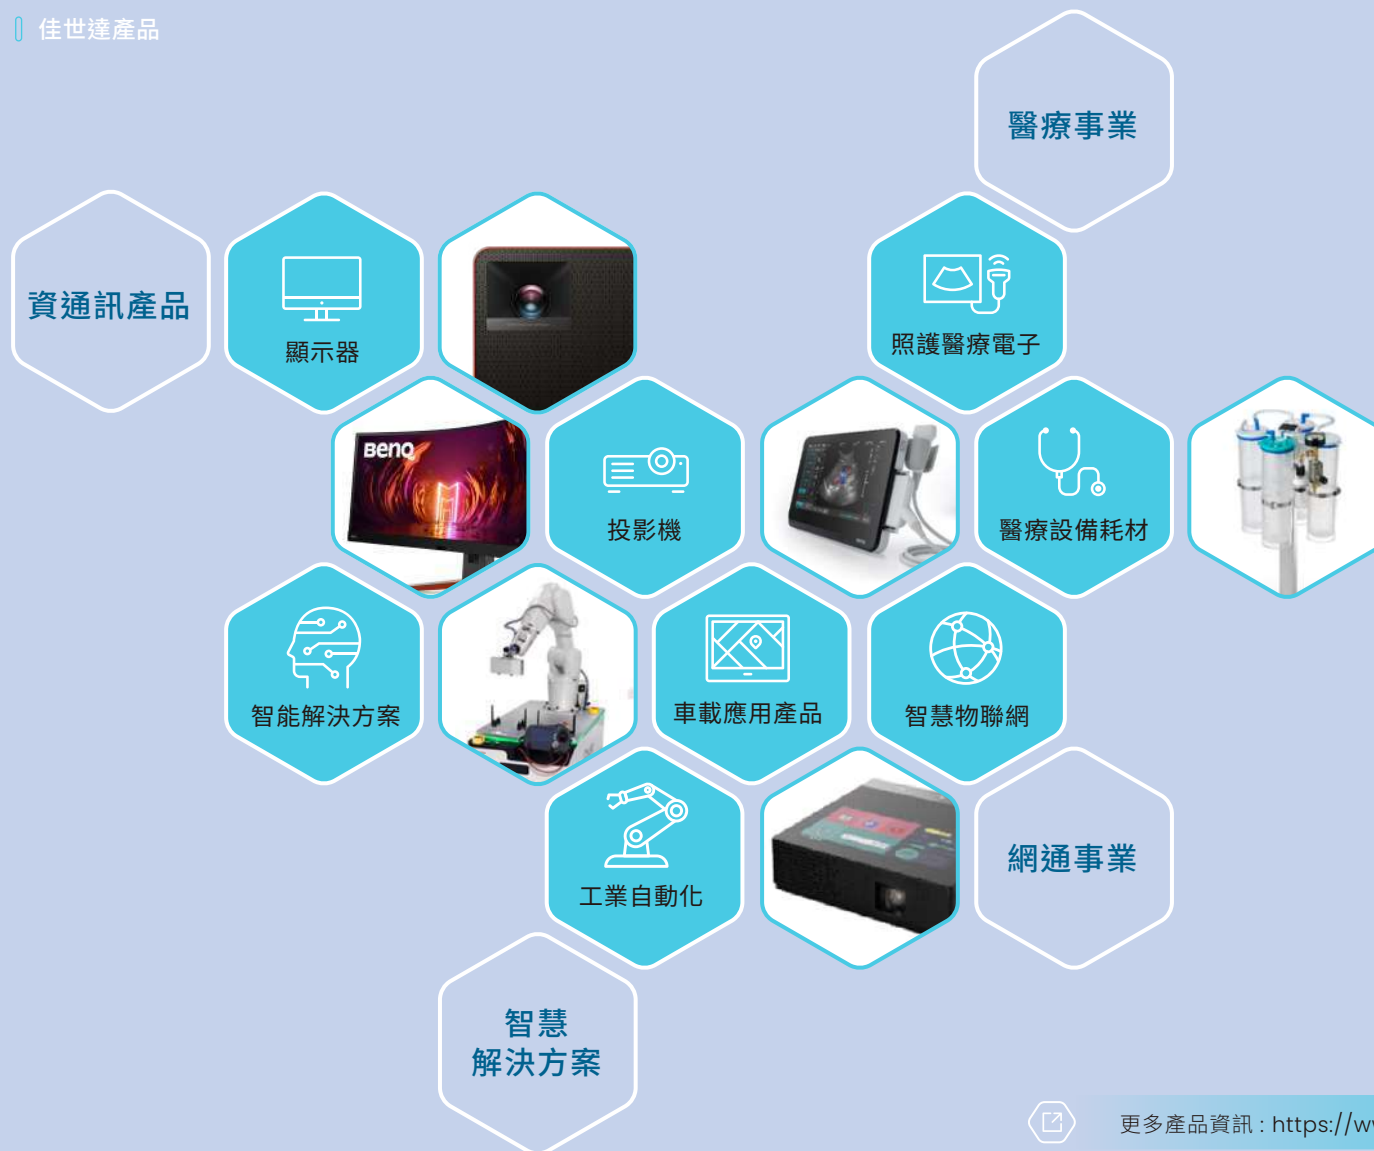 佳世達產品
醫療事業
資通訊產品
顯示器
照護醫療電子
BenQ
投影機
醫療設備耗材
智能解決方案
車載應用產品
智慧物聯網
工業自動化
網通事業
智慧
解決方案
更多產品資訊 : https://w